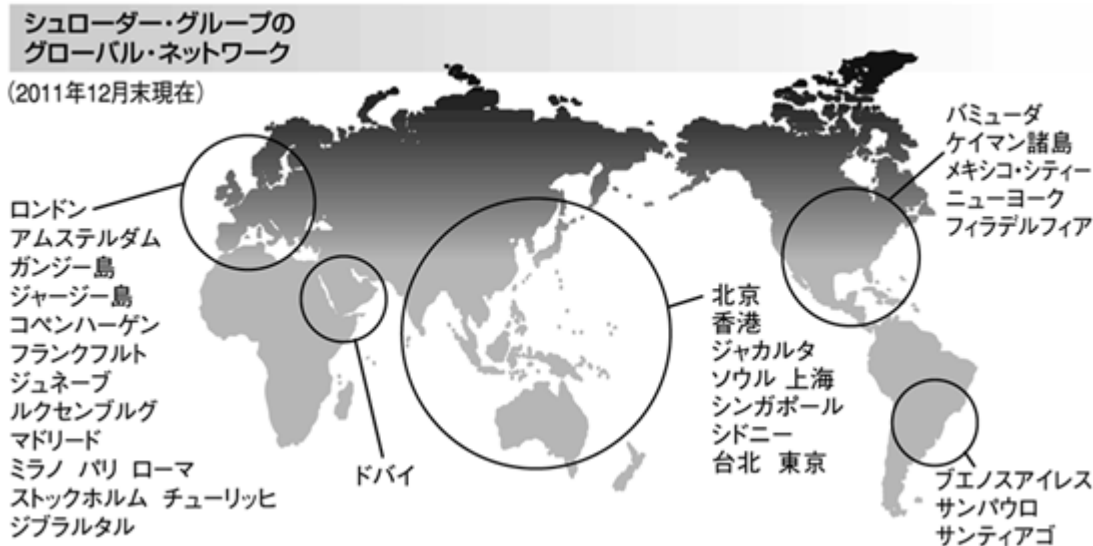 シュローダー・グループの
グローバル・ネットワーク
(2011年12月末現在)
ロンドン
アムステルダム
ガンジー島
ジャージー島
コペンハーゲン
フランクフルト
ジュネーブ
ルクセンブルグ
マドリード
ミラノ パリ ローマ
ストックホルム チューリッヒ
ジブラルタル
ドバイ
北京
香港
ジャカルタ
ソウル 上海
シンガポール
シドニー
台北 東京
バミューダ
ケイマン諸島
メキシコ・シティー
ニューヨーク
フィラデルフィア
ブエノスアイレス
サンパウロ
サンティアゴ